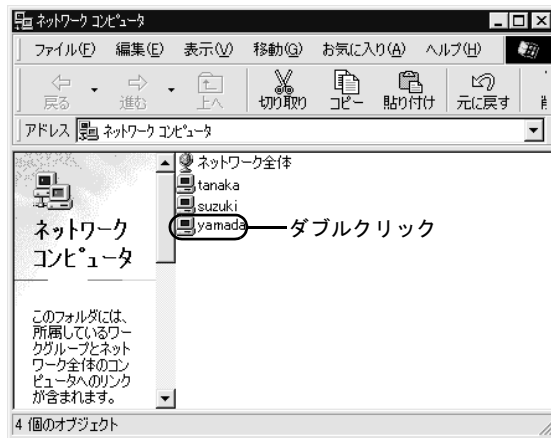 ネットワーク コンピュータ
ファイル(F) 編集(E) 表示(V) 移動(G) お気に入り(A) ヘルプ(H)
戻る 進む 上へ 切り取り コピー 貼り付け 元に戻す
アドレス ネットワーク コンピュータ
ネットワーク全体
tanaka
suzuki
yamada ダブルクリック
ネットワーク
コンピュータ
このフォルダには、
所属しているワー
クグループとネット
ワーク全体のコン
ピュータへのリンク
が含まれます。
4 個のオブジェクト